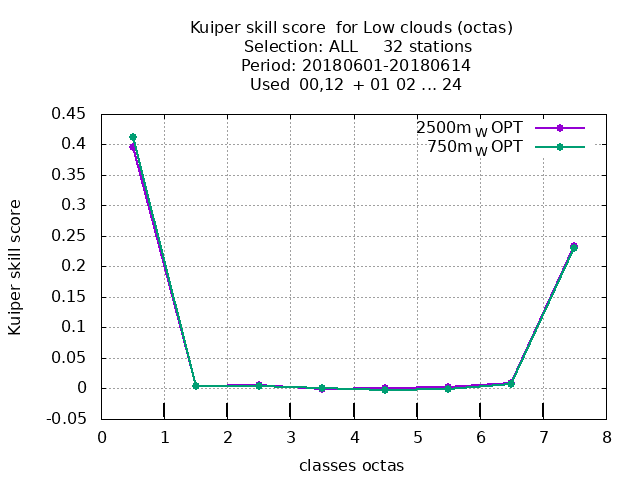 Kuiper skill score for Low clouds (octas)
Selection: ALL 32 stations
Period: 20180601-20180614
Used 00,12 + 01 02 ... 24
2500m W OPT
750m W OPT
0.45
0.4
0.35
0.3
0.25
0.2
0.15
0.1
0.05
0
-0.05
Kuiper skill score
0 1 2 3 4 5 6 7 8
classes octas